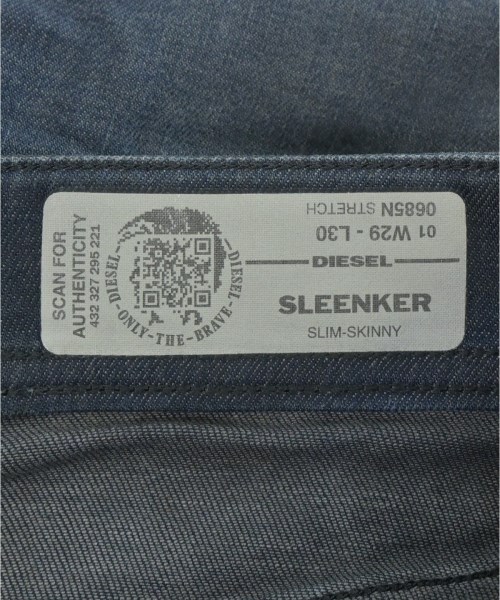 SCAN FOR
AUTHENTICITY
432 327 295 221
DIESEL
DIESEL
ONLY-THE-BRAVE
0685N STRETCH
01 W29 - L30
DIESEL
SLEENKER
SLIM-SKINNY